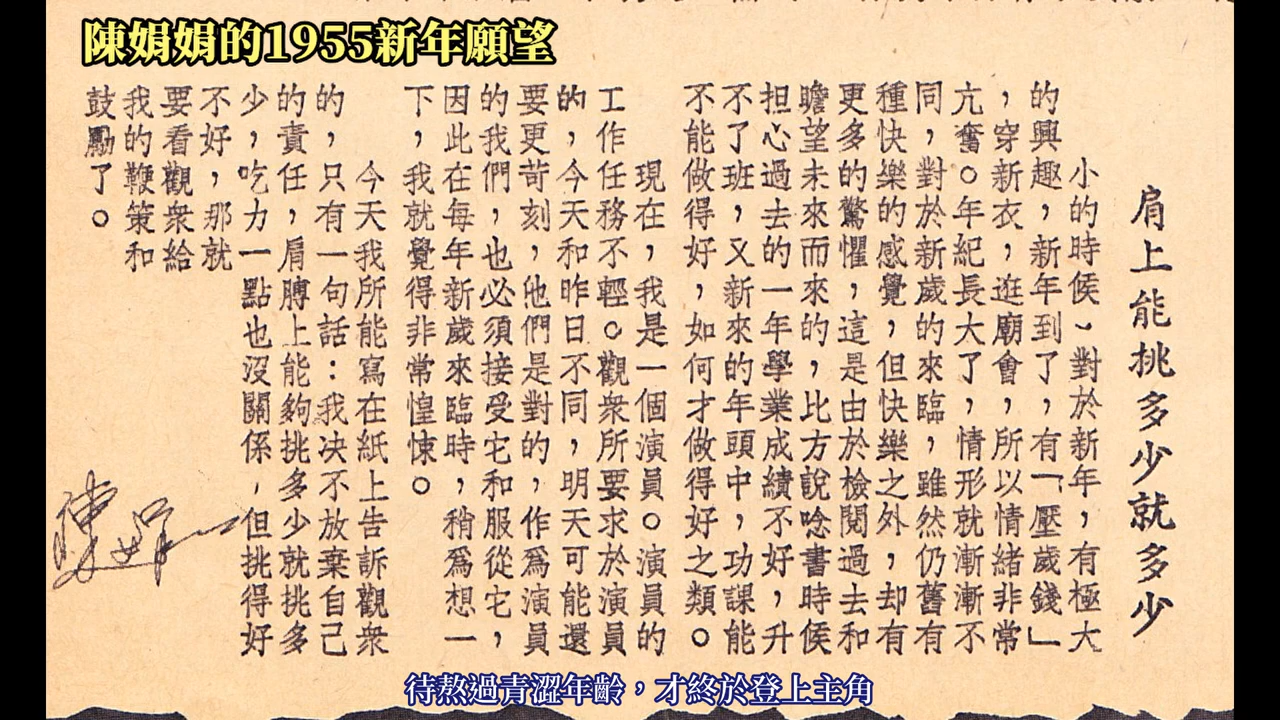 陳娟娟的1955新年願望
肩上能挑多少就多少
小的時候、對於新年,有極大
的興趣,新年到了,有「壓歲錢」
,穿新衣,逛廟會,所以情緒非常
亢奮。年紀長大了,情形就漸漸不
同,對於新歲的來臨,雖然仍舊有
種快樂的感覺,但快樂之外,却有
更多的驚懼,這是由於檢閱過去和
瞻望未來而來的,比方說唸書時候
担心過去的一年學業成績不好,升
不了班,又新來的年頭中,功課能
不能做得好,如何才做得好之類。
現在,我是一個演員。演員的
工作任務不輕。觀衆所要求於演員
的,今天和昨日不同,明天可能還
要更苛刻,他們是對的,作爲演員
的我們,也必須接受它和服從它,
因此在每年新歲來臨時,稍爲想一
下,我就覺得非常惶悚。
今天我所能寫在紙上告訴觀衆
的,只有一句話:我决不放棄自己
的責任,肩膊上能夠挑多少就挑多
少,吃力一點也沒關係,但挑得好
不好,那就
要看觀衆給
我的鞭策和
鼓勵了。
待熬過青澀年齡,才終於登上主角